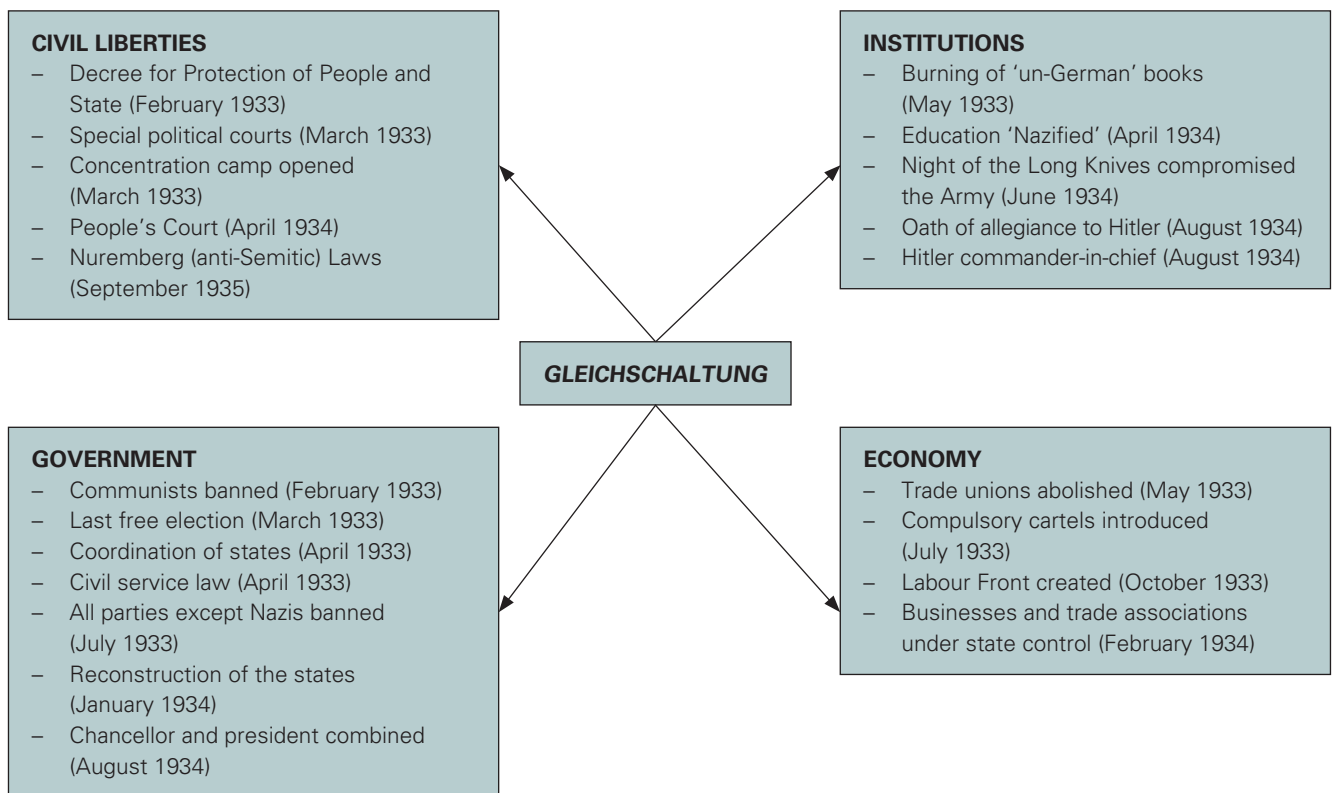 CIVIL LIBERTIES
– Decree for Protection of People and
State (February 1933)
– Special political courts (March 1933)
– Concentration camp opened
(March 1933)
– People’s Court (April 1934)
– Nuremberg (anti-Semitic) Laws
(September 1935)
INSTITUTIONS
– Burning of ‘un-German’ books
(May 1933)
– Education ‘Nazified’ (April 1934)
– Night of the Long Knives compromised
the Army (June 1934)
– Oath of allegiance to Hitler (August 1934)
– Hitler commander-in-chief (August 1934)
GLEICHSCHALTUNG
GOVERNMENT
– Communists banned (February 1933)
– Last free election (March 1933)
– Coordination of states (April 1933)
– Civil service law (April 1933)
– All parties except Nazis banned
(July 1933)
– Reconstruction of the states
(January 1934)
– Chancellor and president combined
(August 1934)
ECONOMY
– Trade unions abolished (May 1933)
– Compulsory cartels introduced
(July 1933)
– Labour Front created (October 1933)
– Businesses and trade associations
under state control (February 1934)